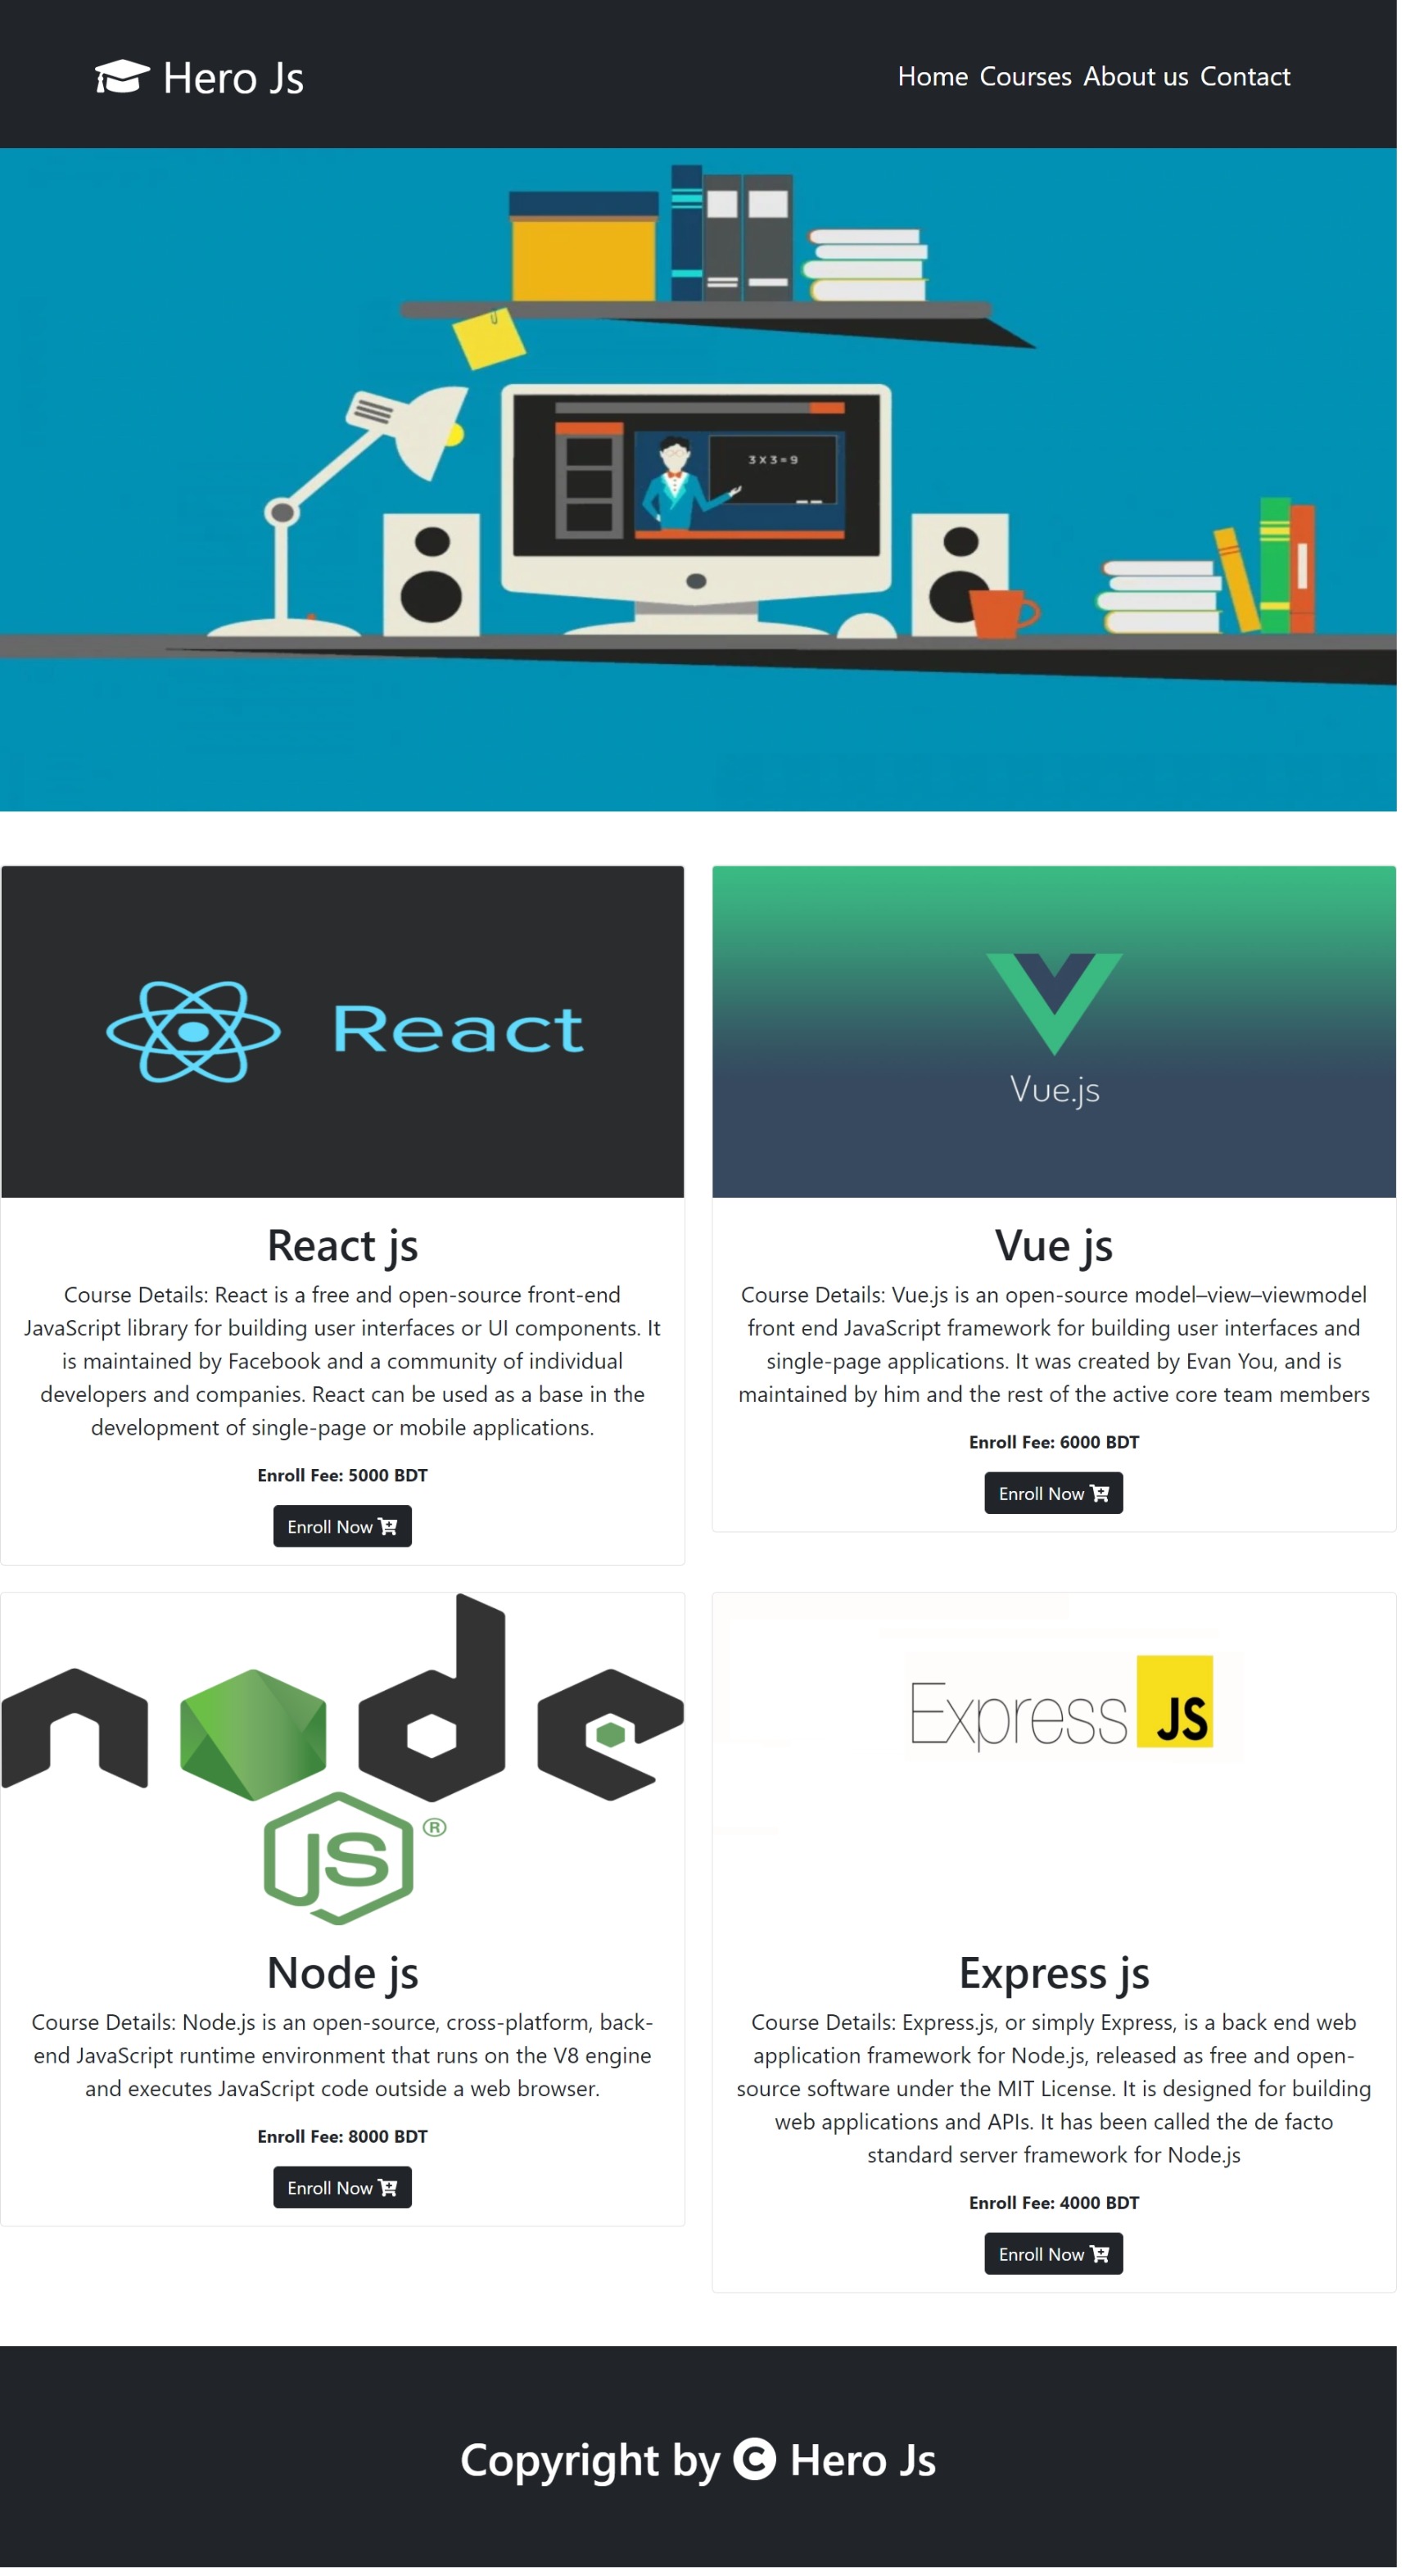 Hero Js
Home Courses About us Contact
3 X 3 = 9
React
Vue.js
React js
Course Details: React is a free and open-source front-end
JavaScript library for building user interfaces or UI components. It
is maintained by Facebook and a community of individual
developers and companies. React can be used as a base in the
development of single-page or mobile applications.
Enroll Fee: 5000 BDT
Enroll Now
Vue js
Course Details: Vue.js is an open-source model–view–viewmodel
front end JavaScript framework for building user interfaces and
single-page applications. It was created by Evan You, and is
maintained by him and the rest of the active core team members
Enroll Fee: 6000 BDT
Enroll Now
node
JS ®
Express JS
Node js
Course Details: Node.js is an open-source, cross-platform, back-
end JavaScript runtime environment that runs on the V8 engine
and executes JavaScript code outside a web browser.
Enroll Fee: 8000 BDT
Enroll Now
Express js
Course Details: Express.js, or simply Express, is a back end web
application framework for Node.js, released as free and open-
source software under the MIT License. It is designed for building
web applications and APIs. It has been called the de facto
standard server framework for Node.js
Enroll Fee: 4000 BDT
Enroll Now
Copyright by © Hero Js